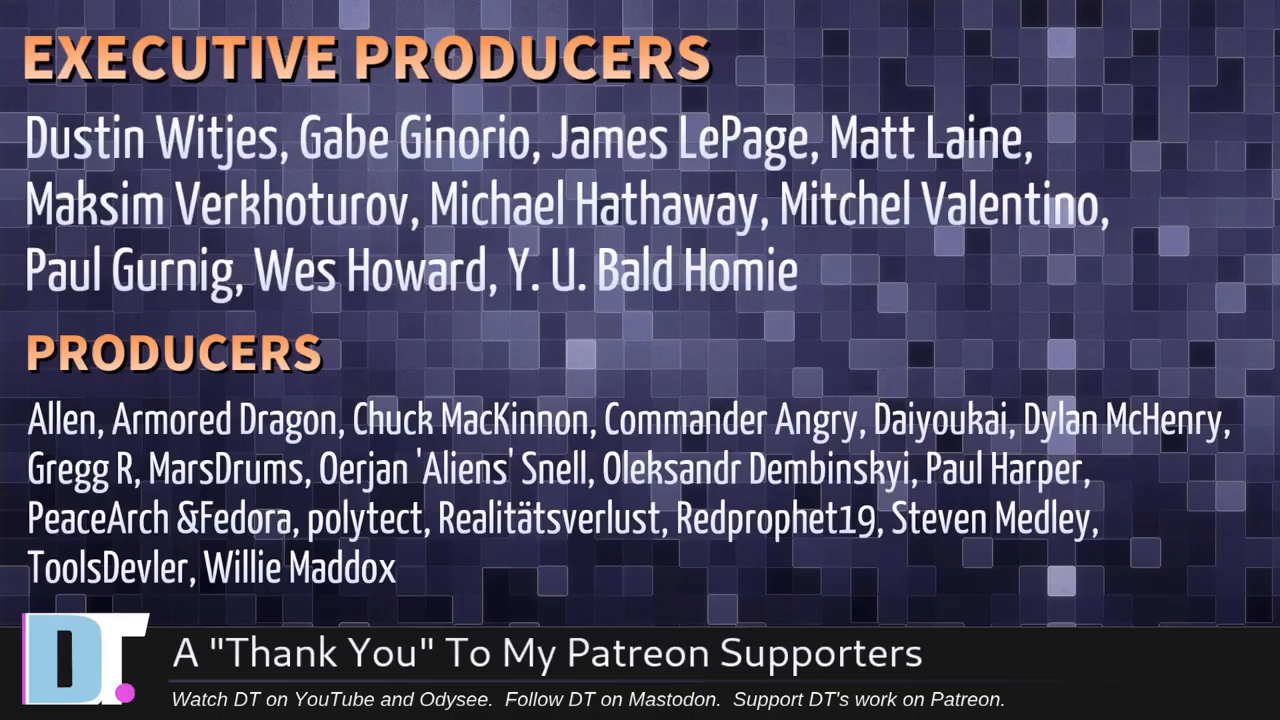 EXECUTIVE PRODUCERS
Dustin Witjes, Gabe Ginorio, James LePage, Matt Laine,
Maksim Verkhoturov, Michael Hathaway, Mitchel Valentino,
Paul Gurnig, Wes Howard, Y. U. Bald Homie
PRODUCERS
Allen, Armored Dragon, Chuck MacKinnon, Commander Angry, Daiyoukai, Dylan McHenry,
Gregg R, MarsDrums, Oerjan 'Aliens' Snell, Oleksandr Dembinskyi, Paul Harper,
PeaceArch &Fedora, polytect, Realitätsverlust, Redprophet19, Steven Medley,
ToolsDevler, Willie Maddox
DT.
A "Thank You" To My Patreon Supporters
Watch DT on YouTube and Odysee.  Follow DT on Mastodon.  Support DT's work on Patreon.